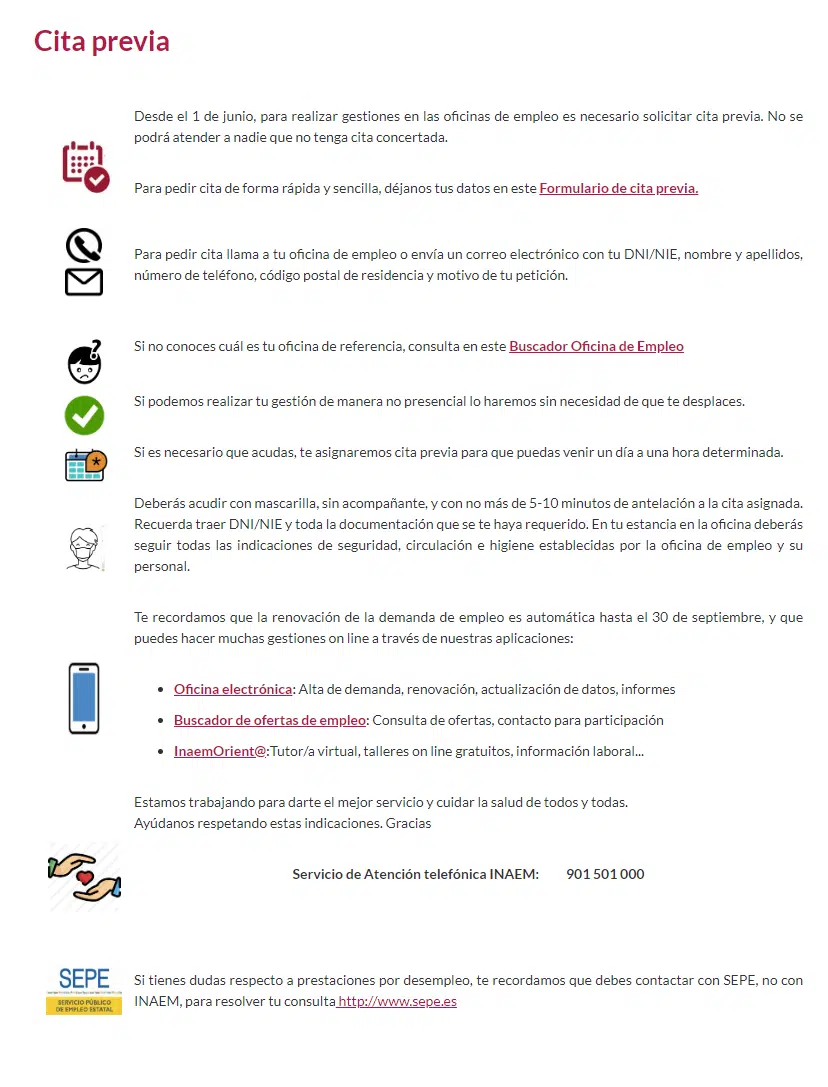 Cita previa
Desde el 1 de junio, para realizar gestiones en las oficinas de empleo es necesario solicitar cita previa. No se
podrá atender a nadie que no tenga cita concertada.
Para pedir cita de forma rápida y sencilla, déjanos tus datos en este Formulario de cita previa.
Para pedir cita llama a tu oficina de empleo o envía un correo electrónico con tu DNI/NIE, nombre y apellidos,
número de teléfono, código postal de residencia y motivo de tu petición.
Si no conoces cuál es tu oficina de referencia, consulta en este Buscador Oficina de Empleo
Si podemos realizar tu gestión de manera no presencial lo haremos sin necesidad de que te desplaces.
Si es necesario que acudas, te asignaremos cita previa para que puedas venir un día a una hora determinada.
Deberás acudir con mascarilla, sin acompañante, y con no más de 5-10 minutos de antelación a la cita asignada.
Recuerda traer DNI/NIE y toda la documentación que se te haya requerido. En tu estancia en la oficina deberás
seguir todas las indicaciones de seguridad, circulación e higiene establecidas por la oficina de empleo y su
personal.
Te recordamos que la renovación de la demanda de empleo es automática hasta el 30 de septiembre, y que
puedes hacer muchas gestiones on line a través de nuestras aplicaciones:
• Oficina electrónica: Alta de demanda, renovación, actualización de datos, informes
• Buscador de ofertas de empleo: Consulta de ofertas, contacto para participación
• InaemOrient@:Tutor/a virtual, talleres on line gratuitos, información laboral...
Estamos trabajando para darte el mejor servicio y cuidar la salud de todos y todas.
Ayúdanos respetando estas indicaciones. Gracias
Servicio de Atención telefónica INAEM: 901 501 000
SEPE
SERVICIO PÚBLICO
DE EMPLEO ESTATAL
Si tienes dudas respecto a prestaciones por desempleo, te recordamos que debes contactar con SEPE, no con
INAEM, para resolver tu consulta http://www.sepe.es